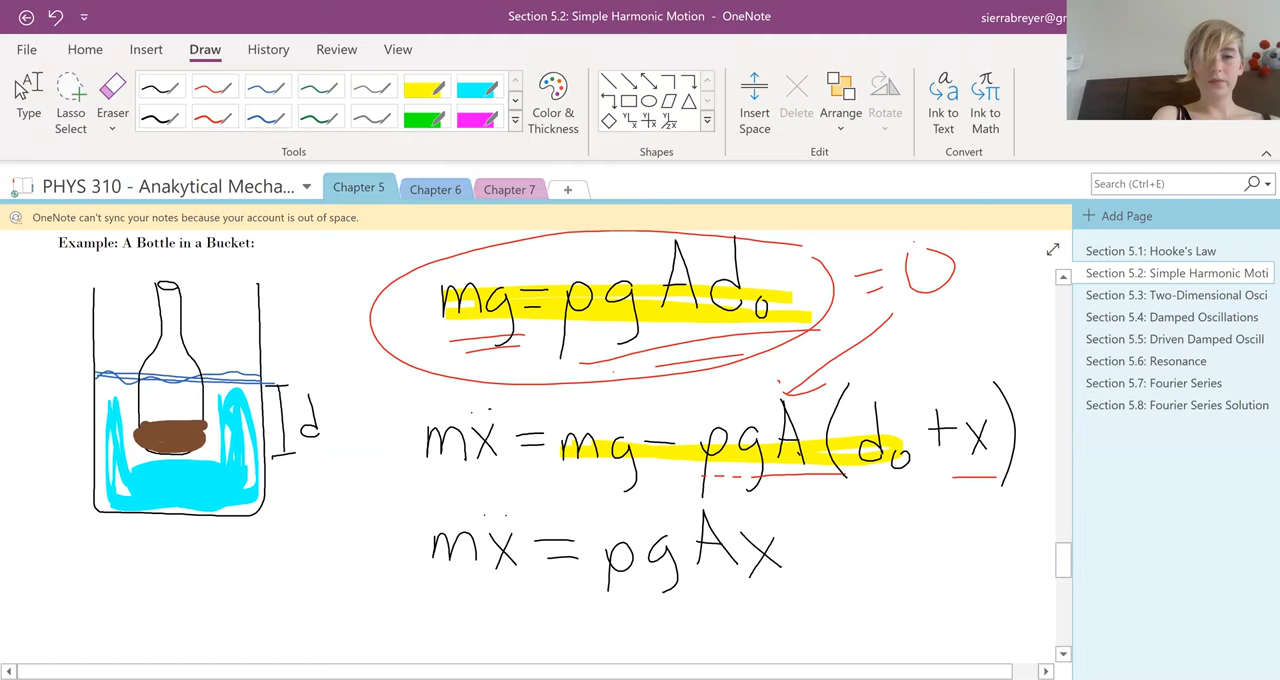 Section 5.2: Simple Harmonic Motion - OneNote
sierrabreyer@gr
File Home Insert Draw History Review View
Type
Lasso Select
Eraser
Color & Thickness
Insert Space
Delete
Arrange
Rotate
Ink to Text
Ink to Math
Tools
Shapes
Edit
Convert
PHYS 310 - Anakytical Mecha...
Chapter 5
Chapter 6
Chapter 7
Search (Ctrl+E)
OneNote can't sync your notes because your account is out of space.
Add Page
Section 5.1: Hooke's Law
Section 5.2: Simple Harmonic Moti
Section 5.3: Two-Dimensional Osci
Section 5.4: Damped Oscillations
Section 5.5: Driven Damped Oscill
Section 5.6: Resonance
Section 5.7: Fourier Series
Section 5.8: Fourier Series Solution
Example: A Bottle in a Bucket:
mg = ρgAd₀ = 0
d
mẍ = mg - ρgA(d₀ + x)
mẍ = ρgAx